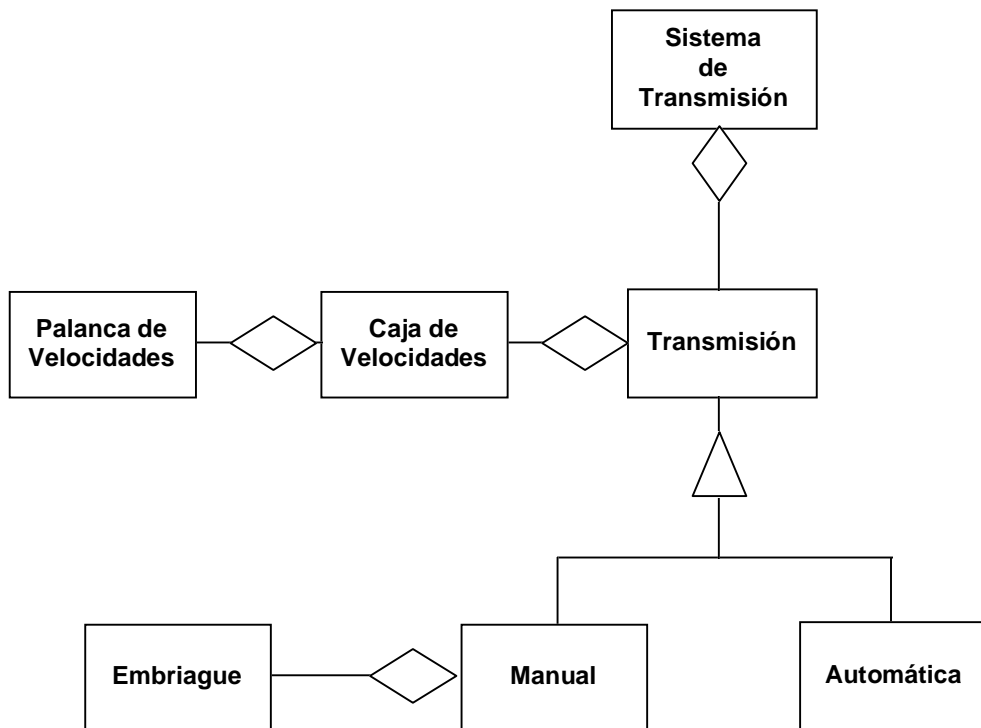 Sistema
de
Transmisión
Palanca de
Velocidades
Caja de
Velocidades
Transmisión
Embriague
Manual
Automática